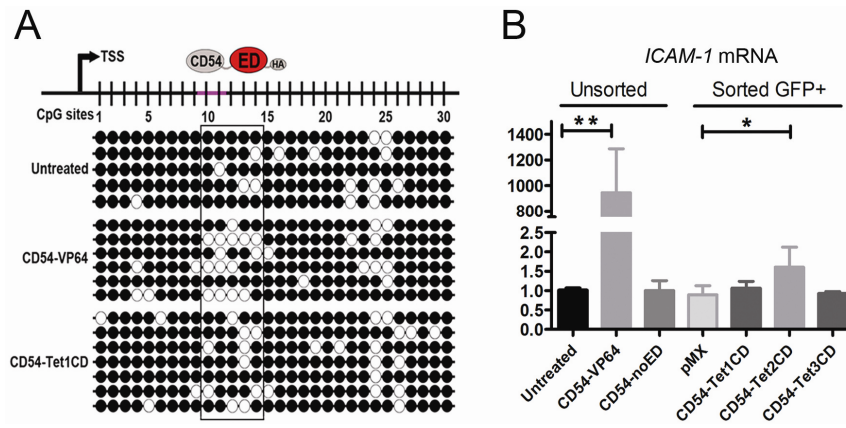 A
B
CD54 ED HA
TSS
CpG sites 1 5 10 15 20 25 30
Untreated
CD54-VP64
CD54-Tet1CD
ICAM-1 mRNA
Unsorted Sorted GFP+
** *
1400
1200
1000
800
2.5
2.0
1.5
1.0
0.5
0.0
Untreated
CD54-VP64
CD54-noED
pMX
CD54-Tet1CD
CD54-Tet2CD
CD54-Tet3CD